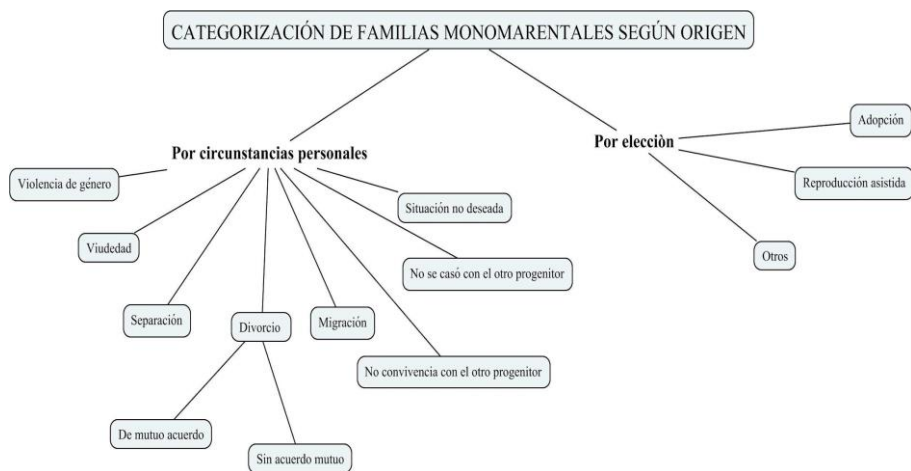 CATEGORIZACIÓN DE FAMILIAS MONOMARENTALES SEGÚN ORIGEN
Por circunstancias personales
Violencia de género
Viudedad
Separación
Divorcio
De mutuo acuerdo
Sin acuerdo mutuo
Migración
No convivencia con el otro progenitor
No se casó con el otro progenitor
Situación no deseada
Por elecciòn
Adopción
Reproducción asistida
Otros